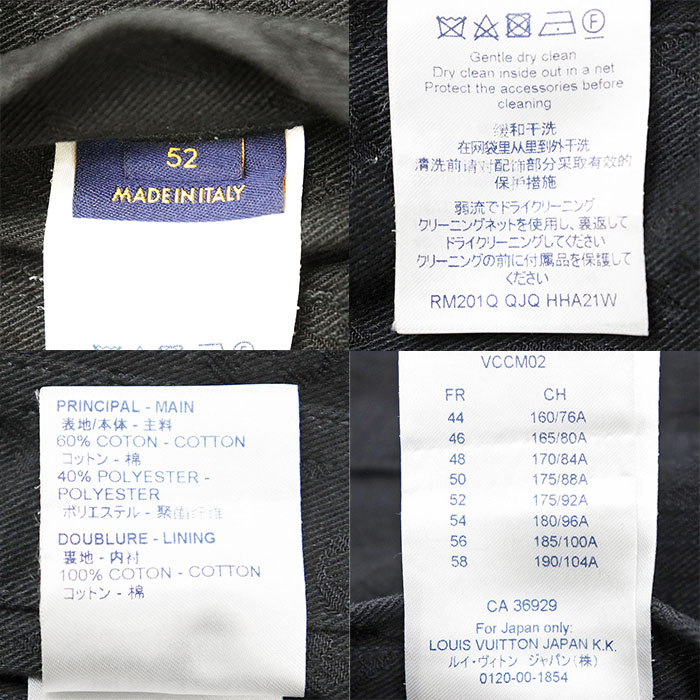 52
MADE IN ITALY
F
Gentle dry clean
Dry clean inside out in a net
Protect the accessories before
cleaning
缓和干洗
在网袋里从里到外干洗
清洗前请对配饰部分采取有效的
保护措施
弱流でドライクリーニング
クリーニングネットを使用し、裏返して
ドライクリーニングしてください
クリーニングの前に付属品を保護して
ください
RM201Q QJQ HHA21W
PRINCIPAL - MAIN
表地/本体 - 主料
60% COTON - COTTON
コットン - 棉
40% POLYESTER -
POLYESTER
ポリエステル - 聚酯纤维
DOUBLURE - LINING
裏地 - 内衬
100% COTON - COTTON
コットン - 棉
VCCM02
FR CH
44 160/76A
46 165/80A
48 170/84A
50 175/88A
52 175/92A
54 180/96A
56 185/100A
58 190/104A
CA 36929
For Japan only:
LOUIS VUITTON JAPAN K.K.
ルイ・ヴィトン ジャパン(株)
0120-00-1854